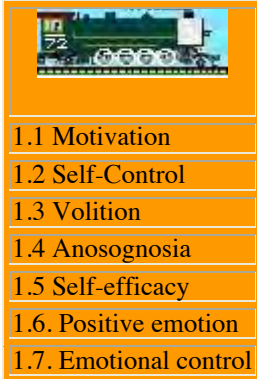 72
1.1 Motivation
1.2 Self-Control
1.3 Volition
1.4 Anosognosia
1.5 Self-efficacy
1.6. Positive emotion
1.7. Emotional control